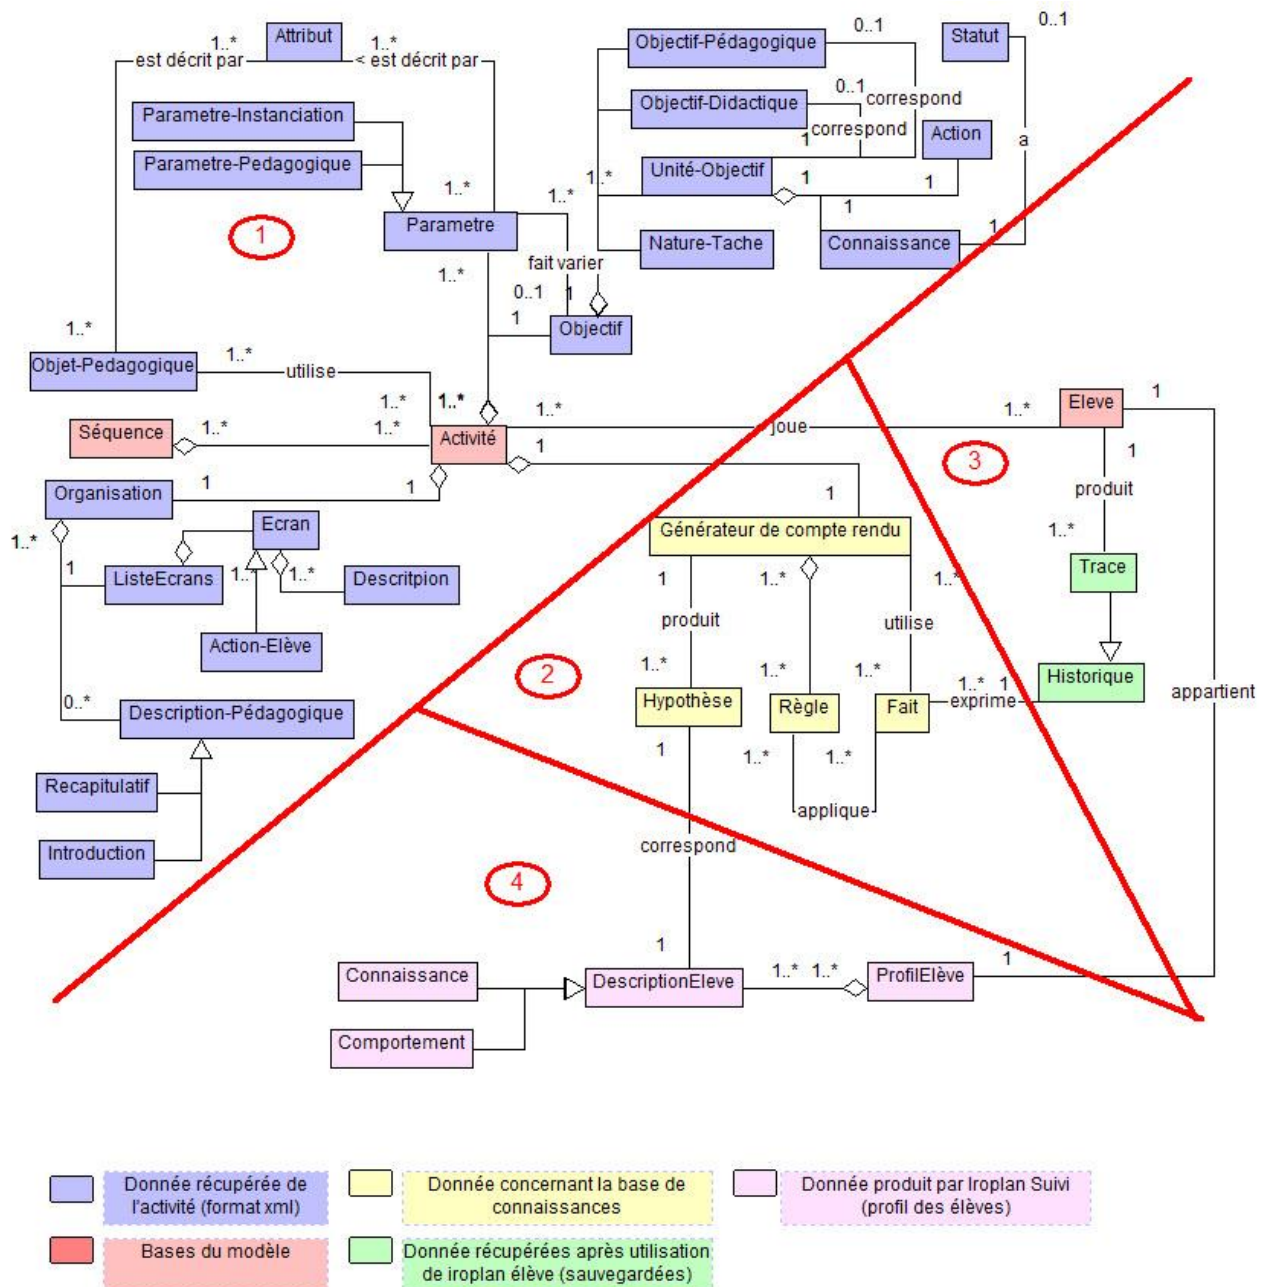 0..1
0..1
Attribut
1..*
1..*
Objectif-Pédagogique
Statut
est décrit par
< est décrit par
0..1
Parametre-Instanciation
Objectif-Didactique
correspond
correspond
Action
Parametre-Pedagogique
1
a
Unité-Objectif
1..*
1..*
1..*
1
1
1
Parametre
1
Nature-Tache
Connaissance
1
fait varier
1..*
0..1
1
1
Objectif
1..*
Objet-Pedagogique
1..*
utilise
1..*
1..*
1..*
1..*
Eleve
1
Séquence
1..*
1..*
Activité
1
joue
3
1
Organisation
1
1
1
produit
Générateur de compte rendu
1..*
Ecran
1..*
1
ListeEcrans
1..*
1..*
Descritpion
1
1..*
1..*
Trace
produit
utilise
Action-Elève
2
1..*
1..*
1..*
1..*
1
Historique
appartient
0..*
Description-Pédagogique
Hypothèse
Règle
Fait
exprime
1
1..*
1..*
Recapitulatif
applique
Introduction
correspond
4
1
1..*
1..*
1
Connaissance
DescriptionEleve
ProfilElève
Comportement
Donnée récupérée de
l'activité (format xml)
Donnée concernant la base de
connaissances
Donnée produit par Iroplan Suivi
(profil des élèves)
Bases du modèle
Donnée récupérées après utilisation
de iroplan élève (sauvegardées)